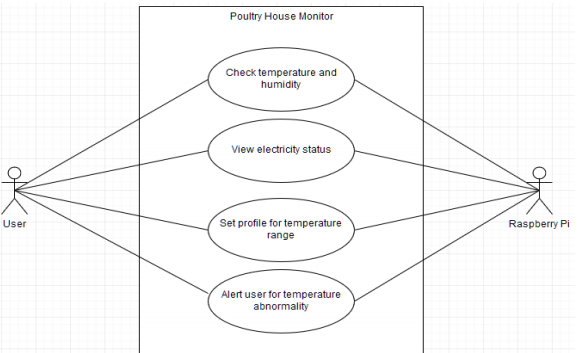 Poultry House Monitor
Check temperature and
humidity
View electricity status
Set profile for temperature
range
Alert user for temperature
abnormality
User
Raspberry Pi